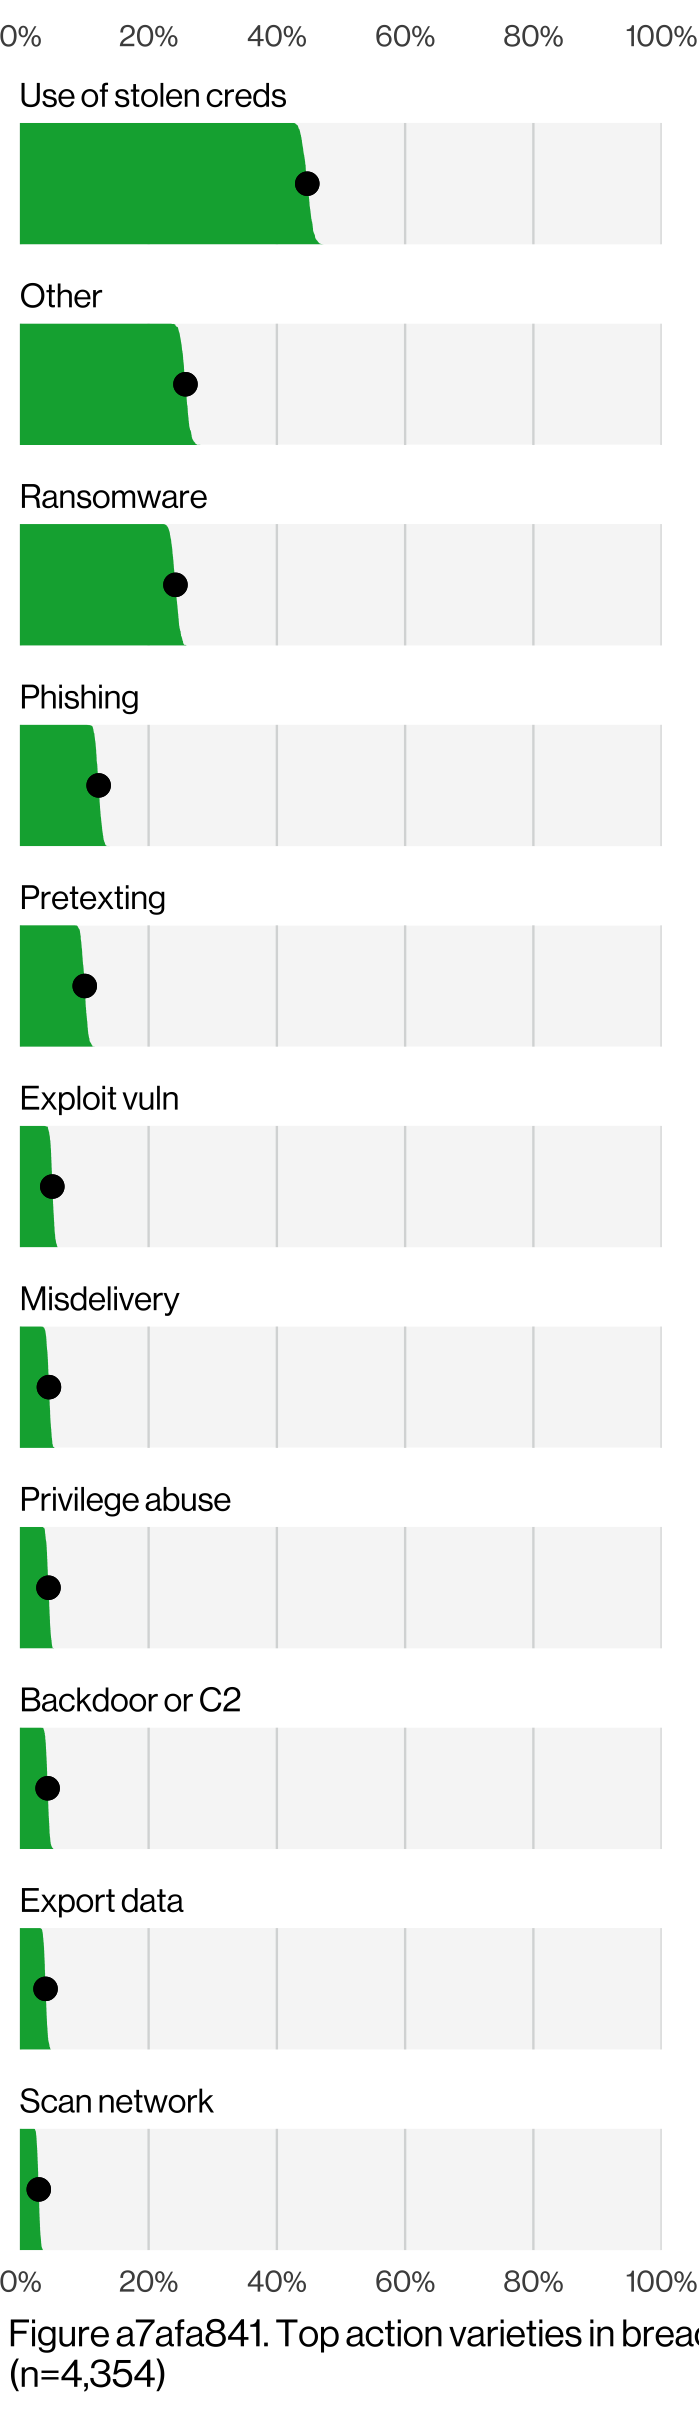 0% 20% 40% 60% 80% 100%
Use of stolen creds
Other
Ransomware
Phishing
Pretexting
Exploit vuln
Misdelivery
Privilege abuse
Backdoor or C2
Export data
Scan network
0% 20% 40% 60% 80% 100%
Figure a7afa841. Top action varieties in
(n=4,354)